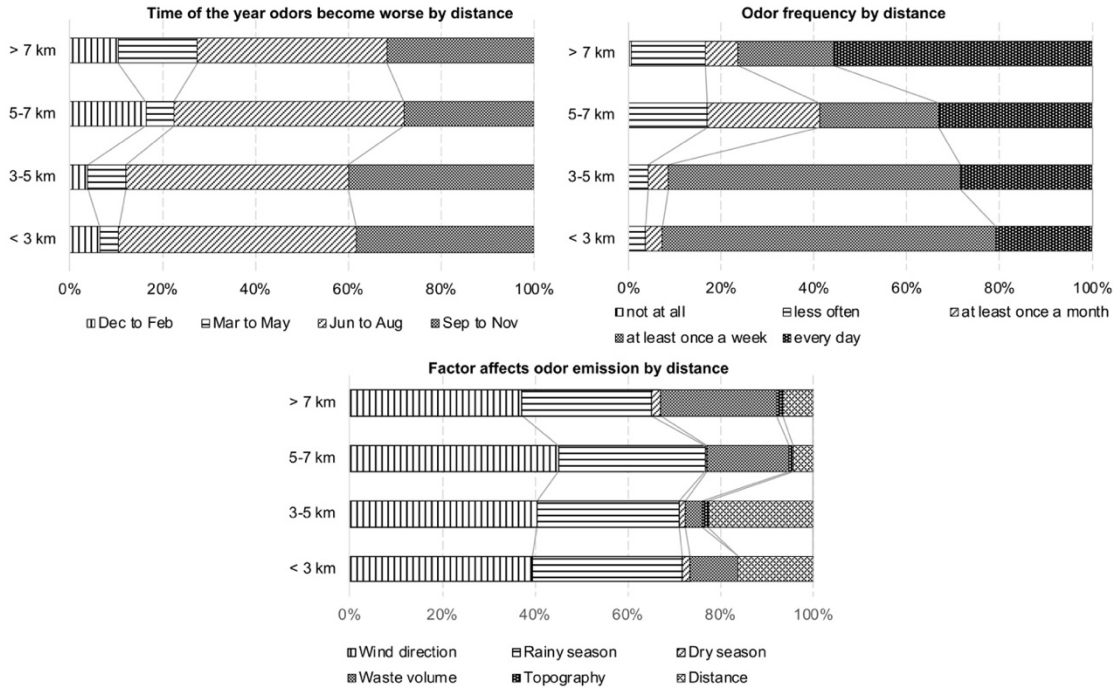 Time of the year odors become worse by distance
> 7 km
5-7 km
3-5 km
< 3 km
0% 20% 40% 60% 80% 100%
Dec to Feb Mar to May Jun to Aug Sep to Nov
Odor frequency by distance
> 7 km
5-7 km
3-5 km
< 3 km
0% 20% 40% 60% 80% 100%
not at all less often at least once a month
at least once a week every day
Factor affects odor emission by distance
> 7 km
5-7 km
3-5 km
< 3 km
0% 20% 40% 60% 80% 100%
Wind direction Rainy season Dry season
Waste volume Topography Distance